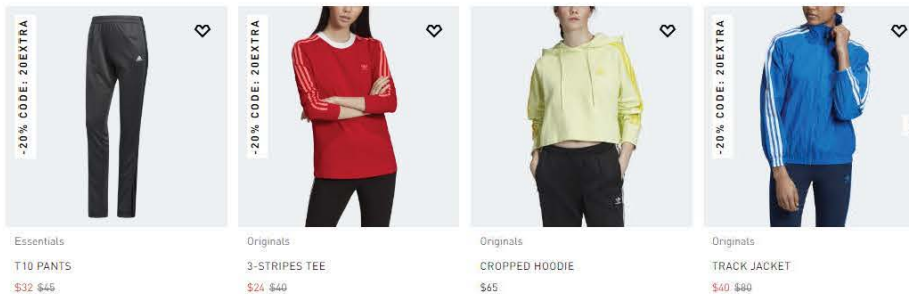 -20% CODE: 20EXTRA
Essentials
T10 PANTS
$32 $45
-20% CODE: 20EXTRA
Originals
3-STRIPES TEE
$24 $40
Originals
CROPPED HOODIE
$65
-20% CODE: 20EXTRA
Originals
TRACK JACKET
$40 $80